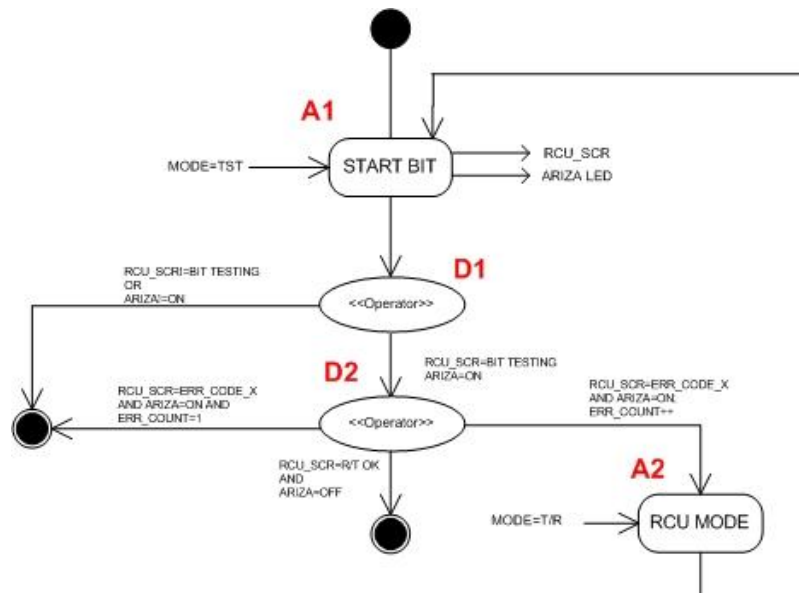 A1
START BIT
MODE=TST
RCU_SCR
ARIZA LED
RCU_SCR!=BIT TESTING
OR
ARIZA!=ON
D1
<<Operator>>
RCU_SCR=BIT TESTING
ARIZA=ON
D2
RCU_SCR=ERR_CODE_X
AND ARIZA=ON AND
ERR_COUNT=1
<<Operator>>
RCU_SCR=ERR_CODE_X
AND ARIZA=ON:
ERR_COUNT++
RCU_SCR=R/T OK
AND
ARIZA=OFF
A2
MODE=T/R
RCU MODE